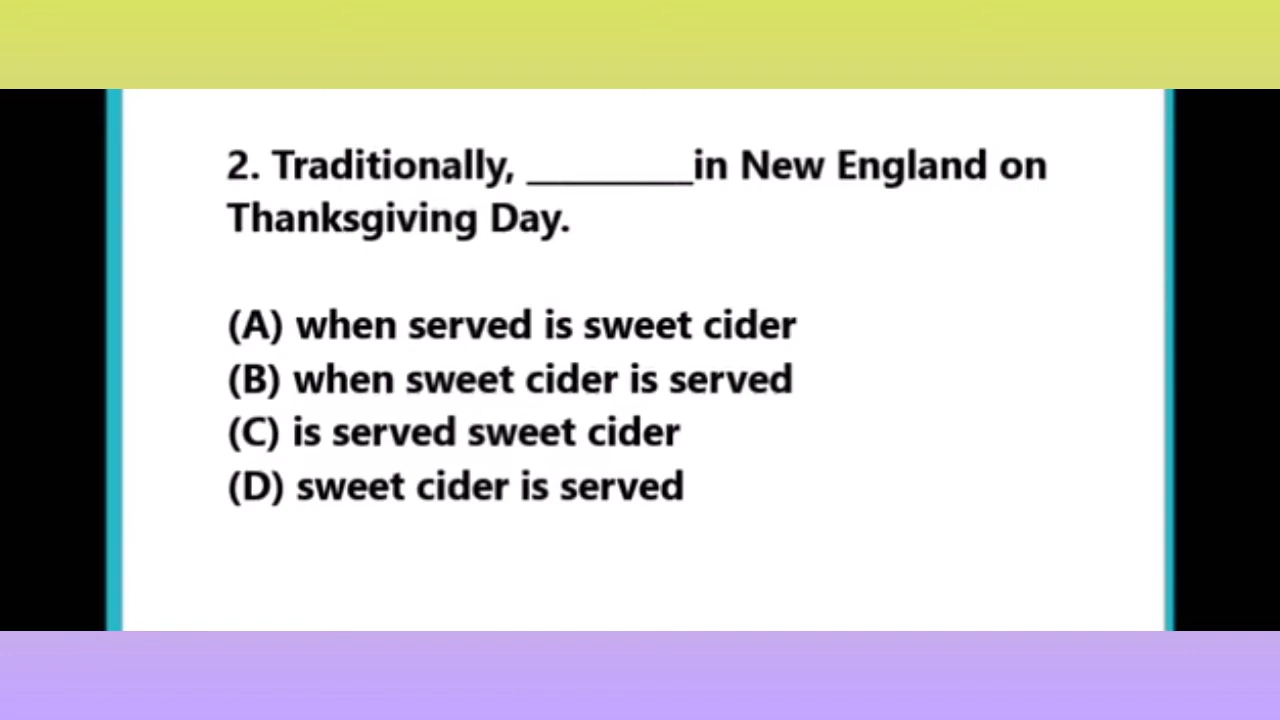 2. Traditionally, _________in New England on
Thanksgiving Day.
(A) when served is sweet cider
(B) when sweet cider is served
(C) is served sweet cider
(D) sweet cider is served